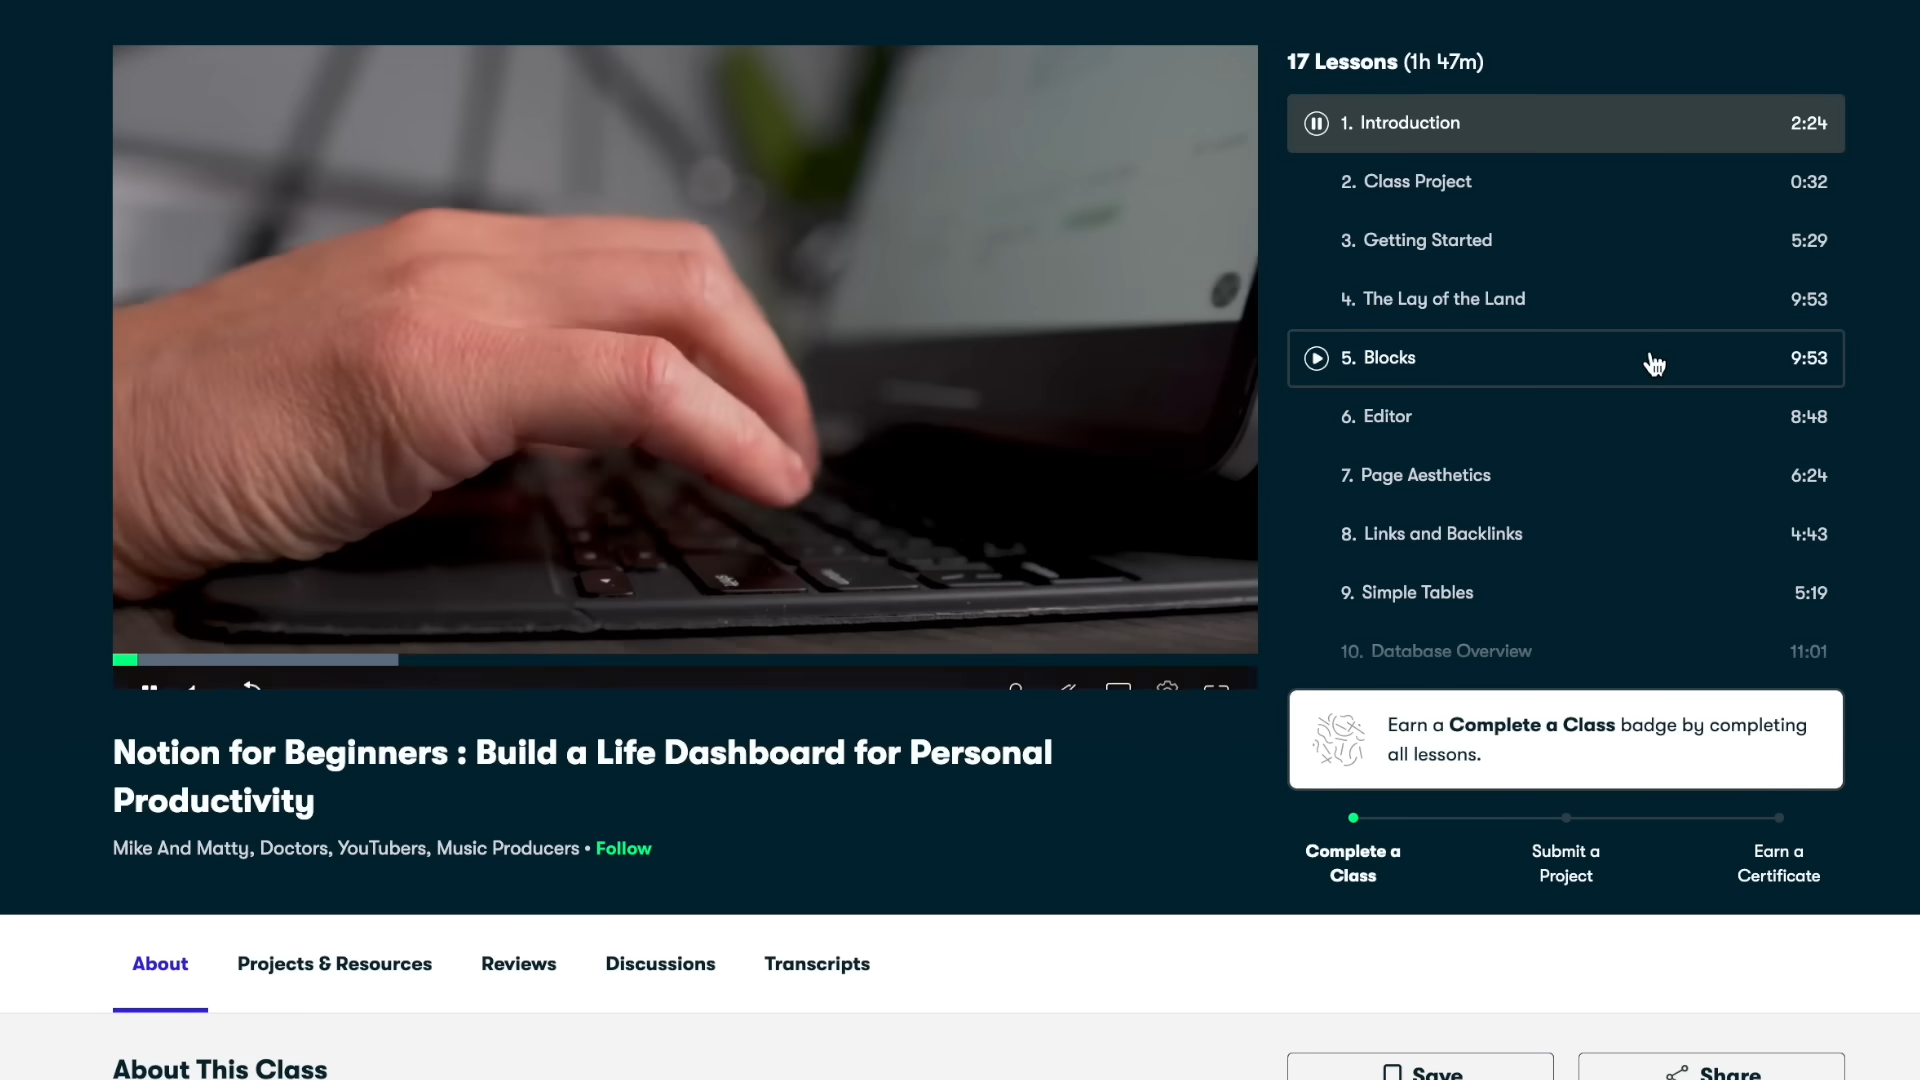 17 Lessons (1h 47m)
1. Introduction 2:24
2. Class Project 0:32
3. Getting Started 5:29
4. The Lay of the Land 9:53
5. Blocks 9:53
6. Editor 8:48
7. Page Aesthetics 6:24
8. Links and Backlinks 4:43
9. Simple Tables 5:19
10. Database Overview 11:01
Earn a Complete a Class badge by completing
all lessons.
Complete a
Class
Submit a
Project
Earn a
Certificate
Notion for Beginners : Build a Life Dashboard for Personal
Productivity
Mike And Matty, Doctors, YouTubers, Music Producers • Follow
About
Projects & Resources
Reviews
Discussions
Transcripts
About This Class
Save
Share